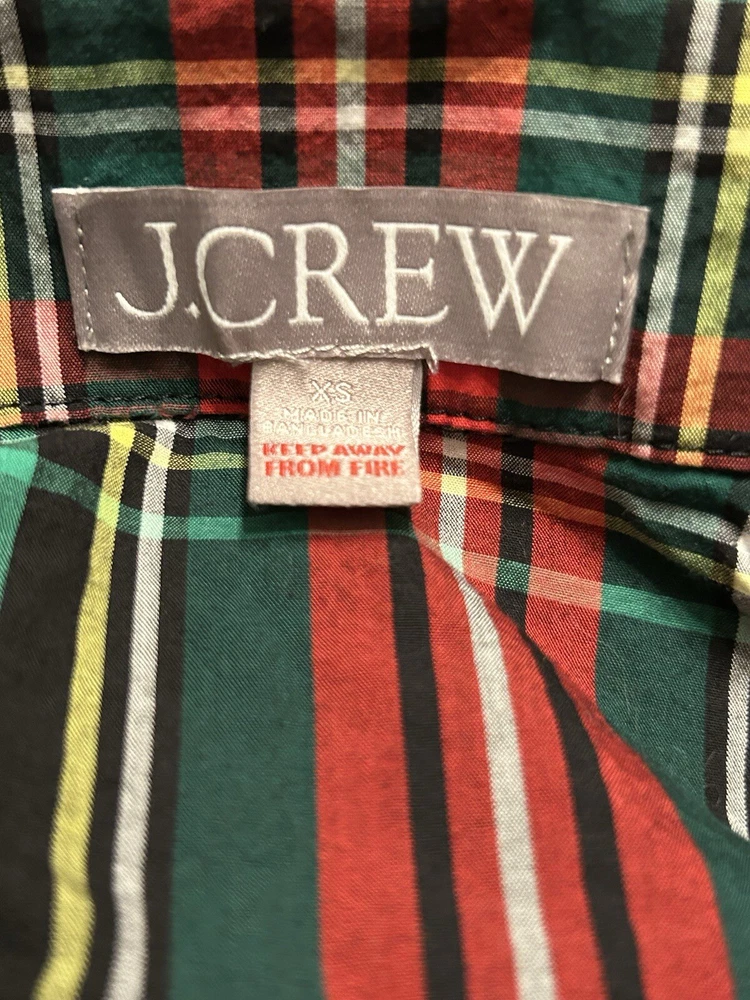 J.CREW
XS
MADE IN
BANGLADESH
KEEP AWAY
FROM FIRE